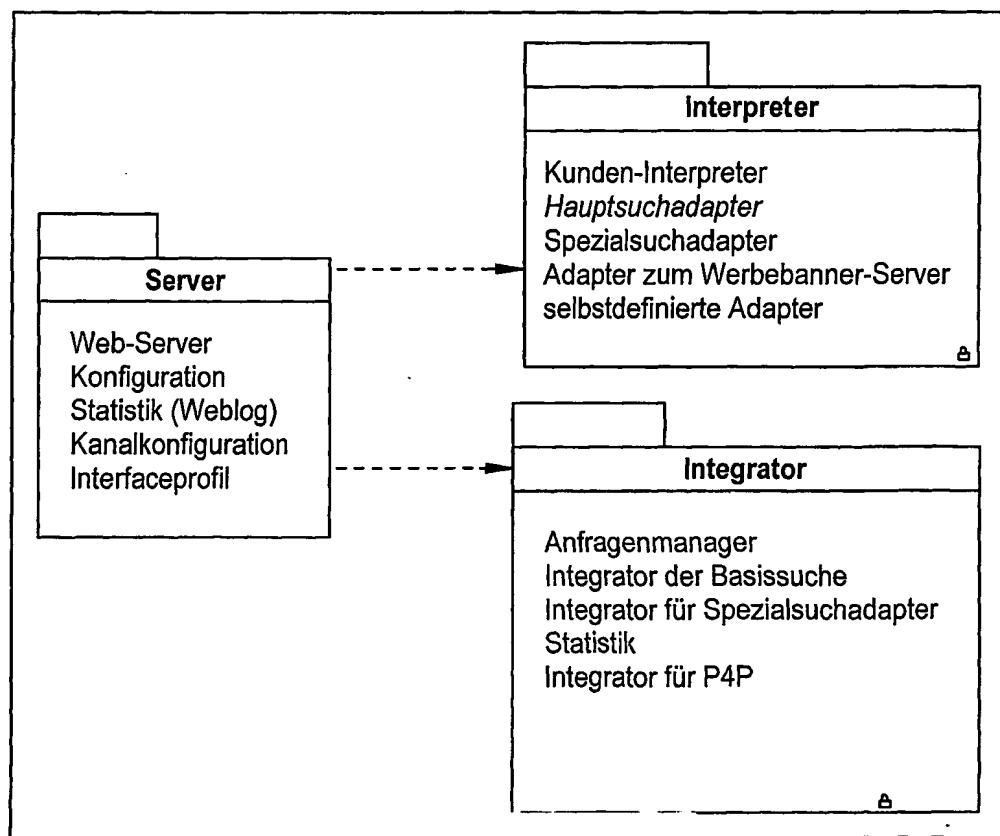 Server
Web-Server
Konfiguration
Statistik (Weblog)
Kanalkonfiguration
Interfaceprofil
Interpreter
Kunden-Interpreter
Hauptsuchadapter
Spezialsuchadapter
Adapter zum Werbebanner-Server
selbstdefinierte Adapter
Integrator
Anfragenmanager
Integrator der Basissuche
Integrator für Spezialsuchadapter
Statistik
Integrator für P4P